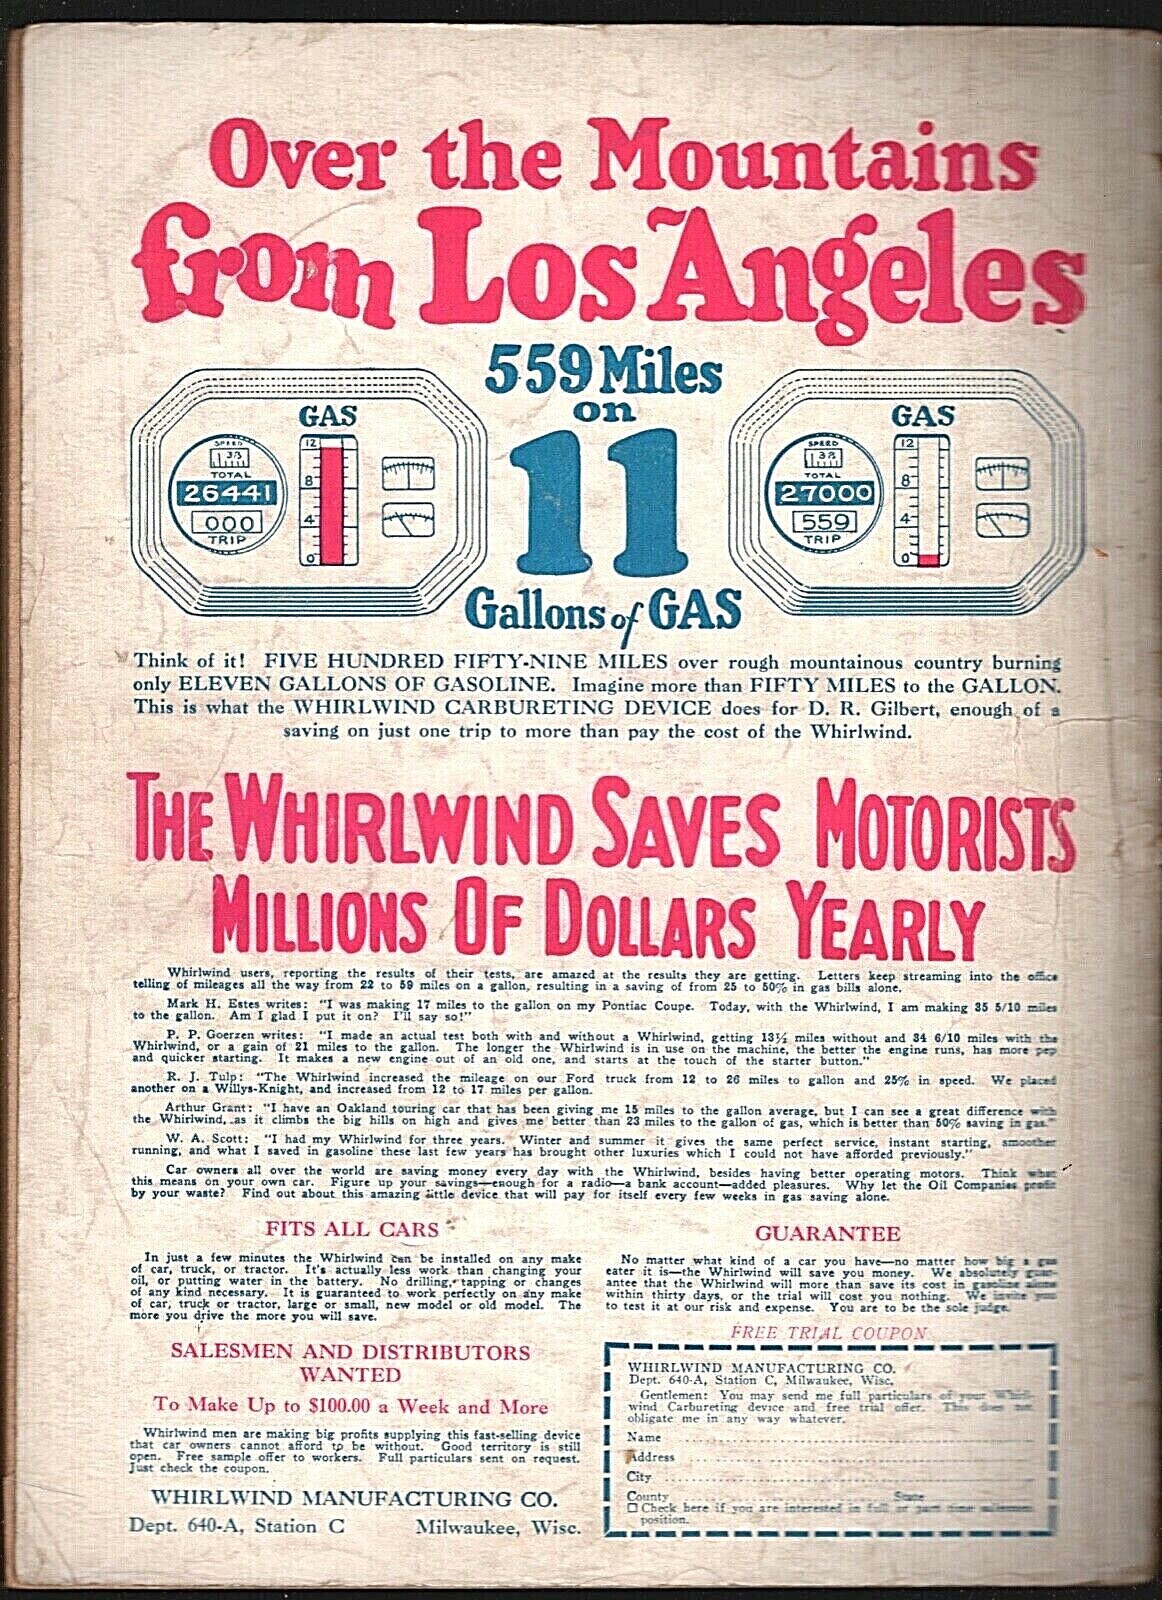 Over the Mountains
from Los Angeles
559 Miles
on
11
Gallons of GAS
GAS
SPEED
38
TOTAL
26441
000
TRIP
12
8
4
0
GAS
SPEED
38
TOTAL
27000
559
TRIP
12
8
4
0
Think of it! FIVE HUNDRED FIFTY-NINE MILES over rough mountainous country burning
only ELEVEN GALLONS OF GASOLINE. Imagine more than FIFTY MILES to the GALLON.
This is what the WHIRLWIND CARBURETING DEVICE does for D. R. Gilbert, enough of a
saving on just one trip to more than pay the cost of the Whirlwind.
THE WHIRLWIND SAVES MOTORISTS
MILLIONS OF DOLLARS YEARLY
Whirlwind users, reporting the results of their tests, are amazed at the results they are getting. Letters keep streaming into the office
telling of mileages all the way from 22 to 59 miles on a gallon, resulting in a saving of from 25 to 50% in gas bills alone.
Mark H. Estes writes: "I was making 17 miles to the gallon on my Pontiac Coupe. Today, with the Whirlwind, I am making 35 5/10 miles
to the gallon. Am I glad I put it on? I'll say so!"
P. P. Goerzen writes: "I made an actual test both with and without a Whirlwind, getting 13½ miles without and 34 6/10 miles with the
Whirlwind, or a gain of 21 miles to the gallon. The longer the Whirlwind is in use on the machine, the better the engine runs, has more pep
and quicker starting. It makes a new engine out of an old one, and starts at the touch of the starter button."
R. J. Tulp: "The Whirlwind increased the mileage on our Ford truck from 12 to 26 miles to gallon and 25% in speed. We placed
another on a Willys-Knight, and increased from 12 to 17 miles per gallon.
Arthur Grant: "I have an Oakland touring car that has been giving me 15 miles to the gallon average, but I can see a great difference with
the Whirlwind, as it climbs the big hills on high and gives me better than 23 miles to the gallon of gas, which is better than 50% saving in gas."
W. A. Scott: "I had my Whirlwind for three years. Winter and summer it gives the same perfect service, instant starting, smoother
running, and what I saved in gasoline these last few years has brought other luxuries which I could not have afforded previously."
Car owners all over the world are saving money every day with the Whirlwind, besides having better operating motors. Think what
this means on your own car. Figure up your savings—enough for a radio—a bank account—added pleasures. Why let the Oil Companies profit
by your waste? Find out about this amazing little device that will pay for itself every few weeks in gas saving alone.
FITS ALL CARS
In just a few minutes the Whirlwind can be installed on any make
of car, truck, or tractor. It's actually less work than changing your
oil, or putting water in the battery. No drilling, tapping or changes
of any kind necessary. It is guaranteed to work perfectly on any make
of car, truck or tractor, large or small, new model or old model. The
more you drive the more you will save.
SALESMEN AND DISTRIBUTORS
WANTED
To Make Up to $100.00 a Week and More
Whirlwind men are making big profits supplying this fast-selling device
that car owners cannot afford to be without. Good territory is still
open. Free sample offer to workers. Full particulars sent on request.
Just check the coupon.
WHIRLWIND MANUFACTURING CO.
Dept. 640-A, Station C Milwaukee, Wisc.
GUARANTEE
No matter what kind of a car you have—no matter how big a gas
eater it is—the Whirlwind will save you money. We absolutely guar-
antee that the Whirlwind will more than save its cost in gasoline alone
within thirty days, or the trial will cost you nothing. We invite you
to test it at our risk and expense. You are to be the sole judge.
FREE TRIAL COUPON
WHIRLWIND MANUFACTURING CO.
Dept. 640-A, Station C, Milwaukee, Wisc.
Gentlemen: You may send me full particulars of your Whirl-
wind Carbureting device and free trial offer. This does not
obligate me in any way whatever.
Name
Address
City
County State
Check here if you are interested in full or part time salesmen
position.